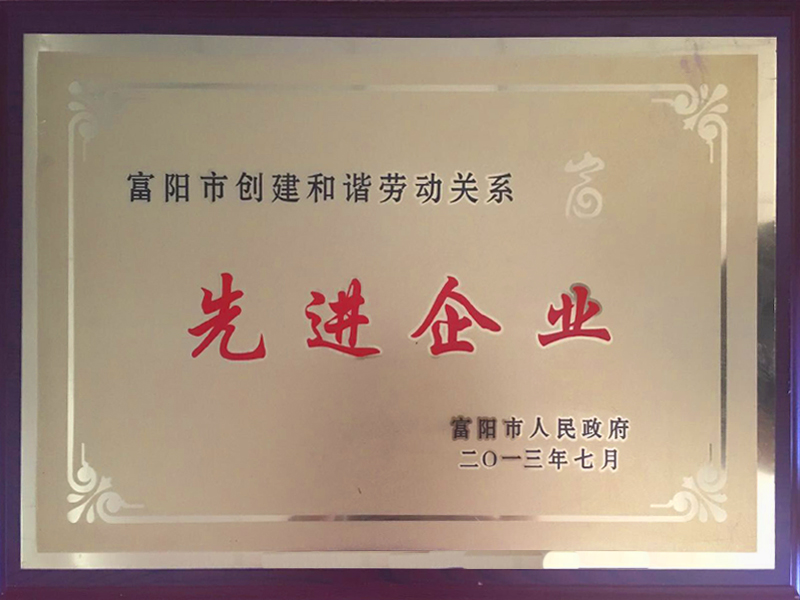 富阳市创建和谐劳动关系
先进企业
富阳市人民政府
二〇一三年七月